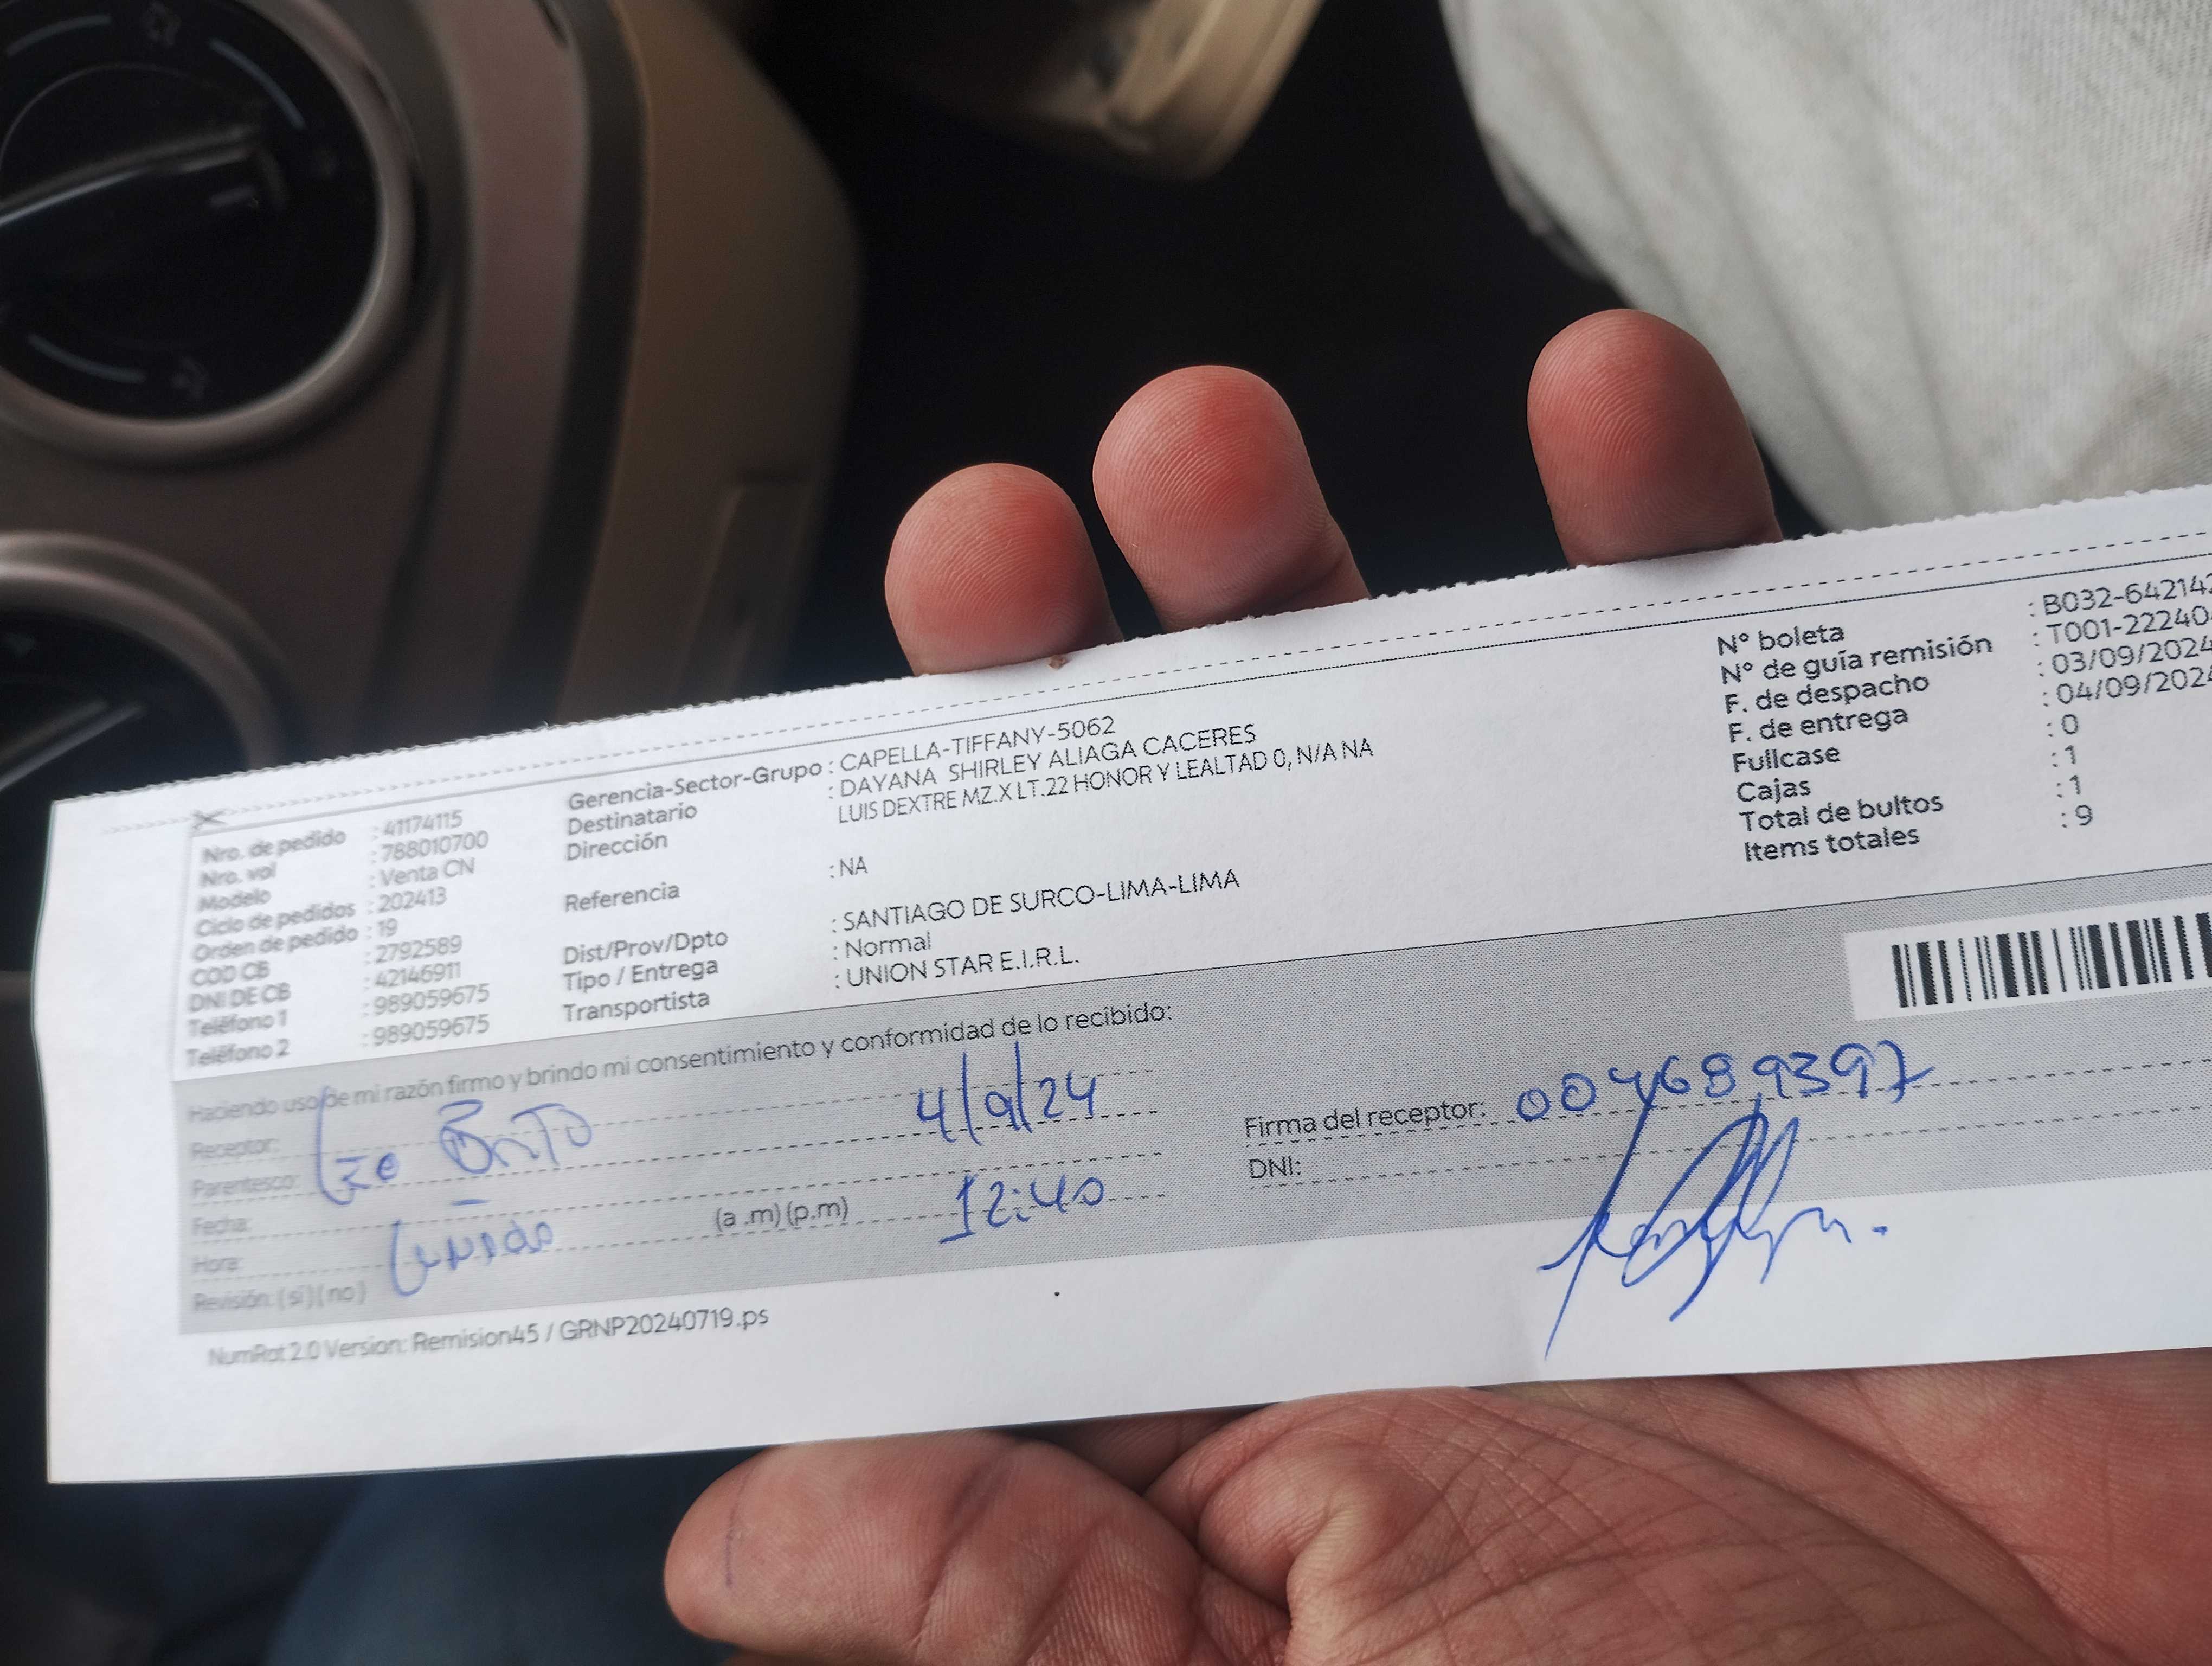 Nro. de pedido : 41174115
Nro. vol : 788010700
Modelo : Venta CN
Ciclo de pedidos : 202413
Orden de pedido : 19
COD CB : 2792589
DNI DE CB : 42146911
Teléfono 1 : 989059675
Teléfono 2 : 989059675
Gerencia-Sector-Grupo : CAPELLA-TIFFANY-5062
Destinatario : DAYANA SHIRLEY ALIAGA CACERES
Dirección LUIS DEXTRE MZ.X LT.22 HONOR Y LEALTAD 0, N/A NA
Referencia : NA
Dist/Prov/Dpto : SANTIAGO DE SURCO-LIMA-LIMA
Tipo / Entrega : Normal
Transportista : UNION STAR E.I.R.L.
N° boleta : B032-642142
N° de guía remisión : T001-22240
F. de despacho : 03/09/2024
F. de entrega : 04/09/2024
Fullcase : 0
Cajas : 1
Total de bultos : 1
Items totales : 9
Haciendo uso de mi razón firmo y brindo mi consentimiento y conformidad de lo recibido:
Receptor:
Parentesco: 4/9/24
Fecha:
Hora: (a .m) (p.m) 12:40
Revisión: ( sí ) ( no )
Firma del receptor:
DNI:
NumRot 2.0 Version: Remision45 / GRNP20240719.ps